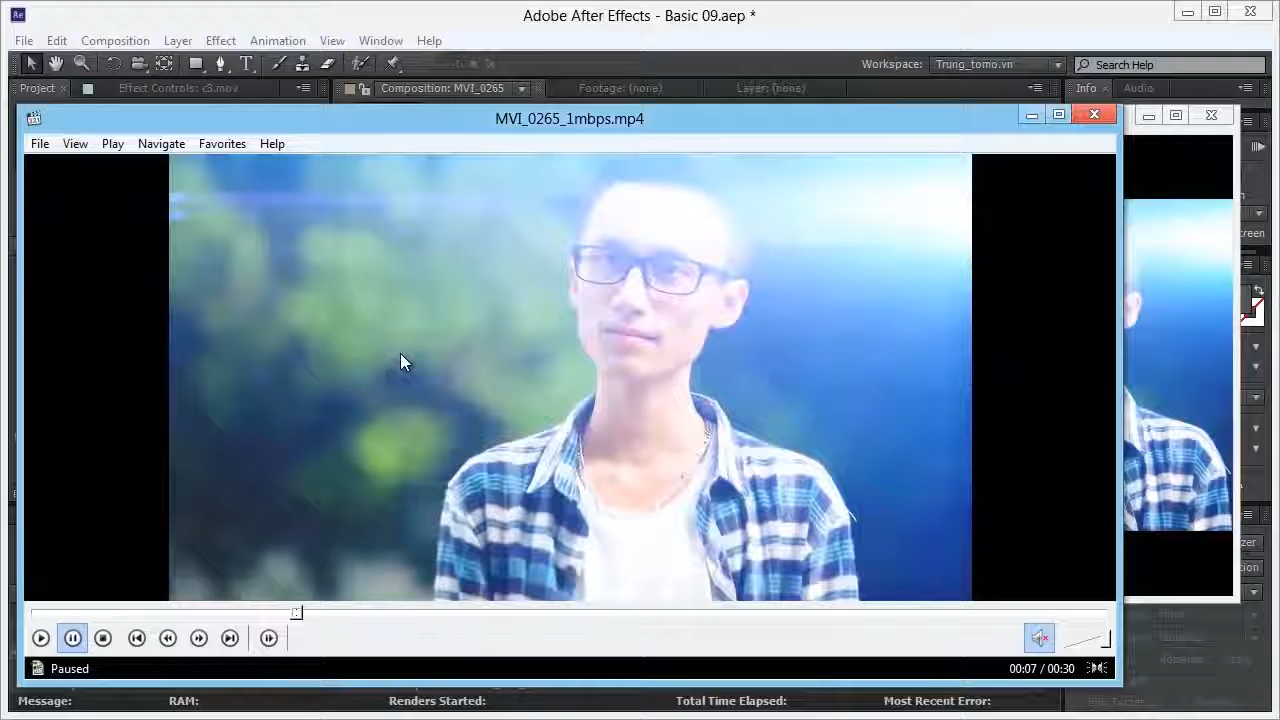 Ae
Adobe After Effects - Basic 09.aep *
File Edit Composition Layer Effect Animation View Window Help
Workspace: Trung_tomo.vn Search Help
Project Effect Controls: c3.mov Composition: MVI_0265 Footage: (none) Layer: (none) Info Audio
MVI_0265_1mbps.mp4
File View Play Navigate Favorites Help
Paused 00:07 / 00:30
Message: RAM: Renders Started: Total Time Elapsed: Most Recent Error: